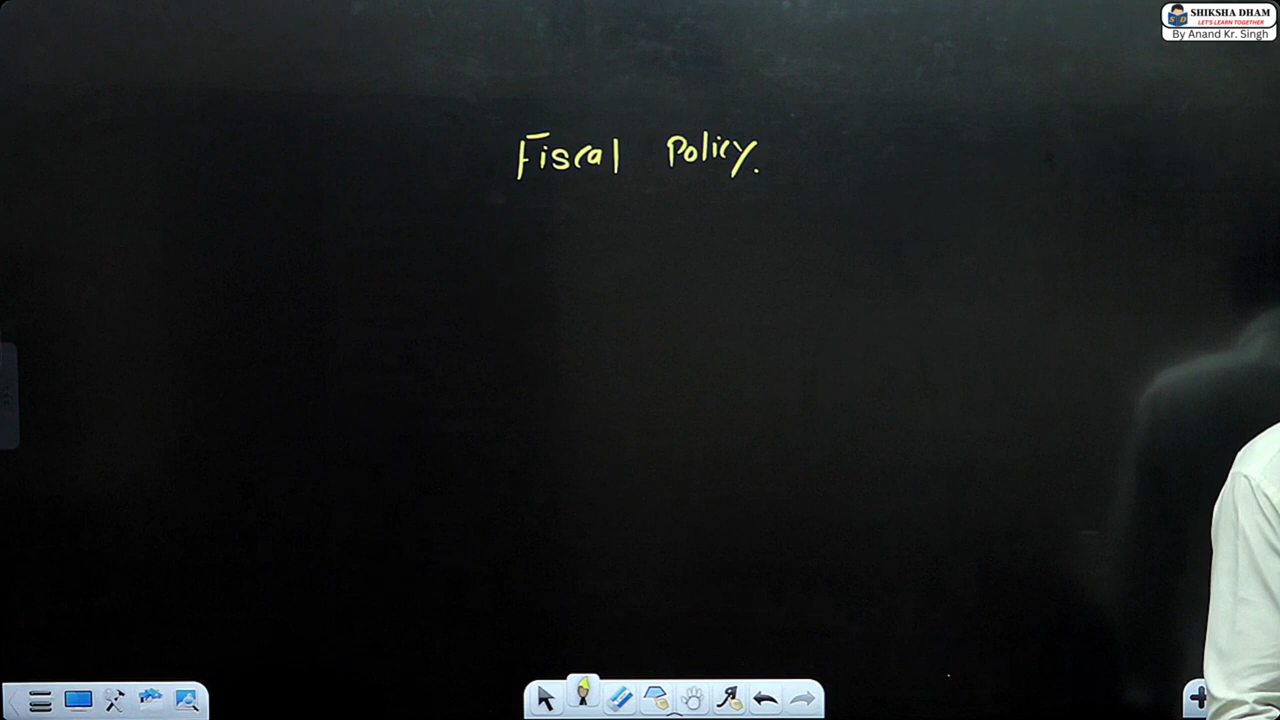 SHIKSHA DHAM
LET'S LEARN TOGETHER
By Anand Kr. Singh
Fiscal Policy.